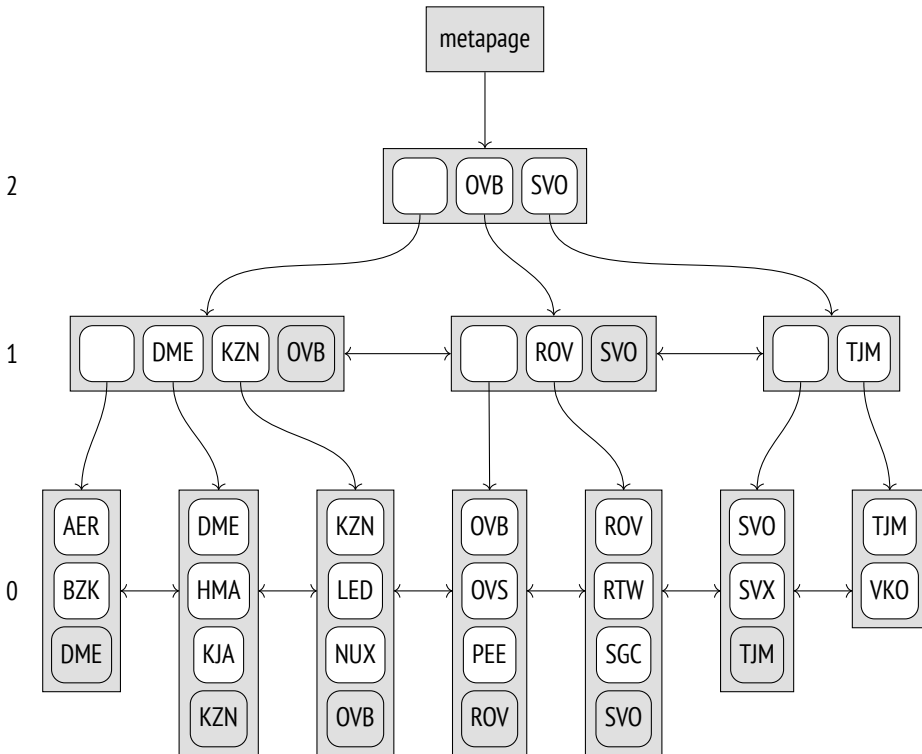 metapage
2 OVB SVO
1 DME KZN OVB ROV SVO TJM
AER DME KZN OVB ROV SVO TJM
0 BZK HMA LED OVS RTW SVX VKO
DME KJA NUX PEE SGC TJM
KZN OVB ROV SVO